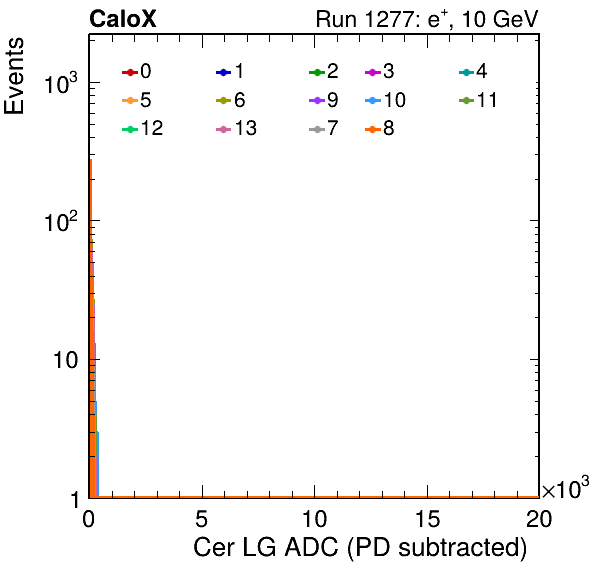 CaloX Run 1277: e⁺, 10 GeV
Events
0 1 2 3 4
5 6 9 10 11
12 13 7 8
10³
10²
10
1
0 5 10 15 20
×10³
Cer LG ADC (PD subtracted)